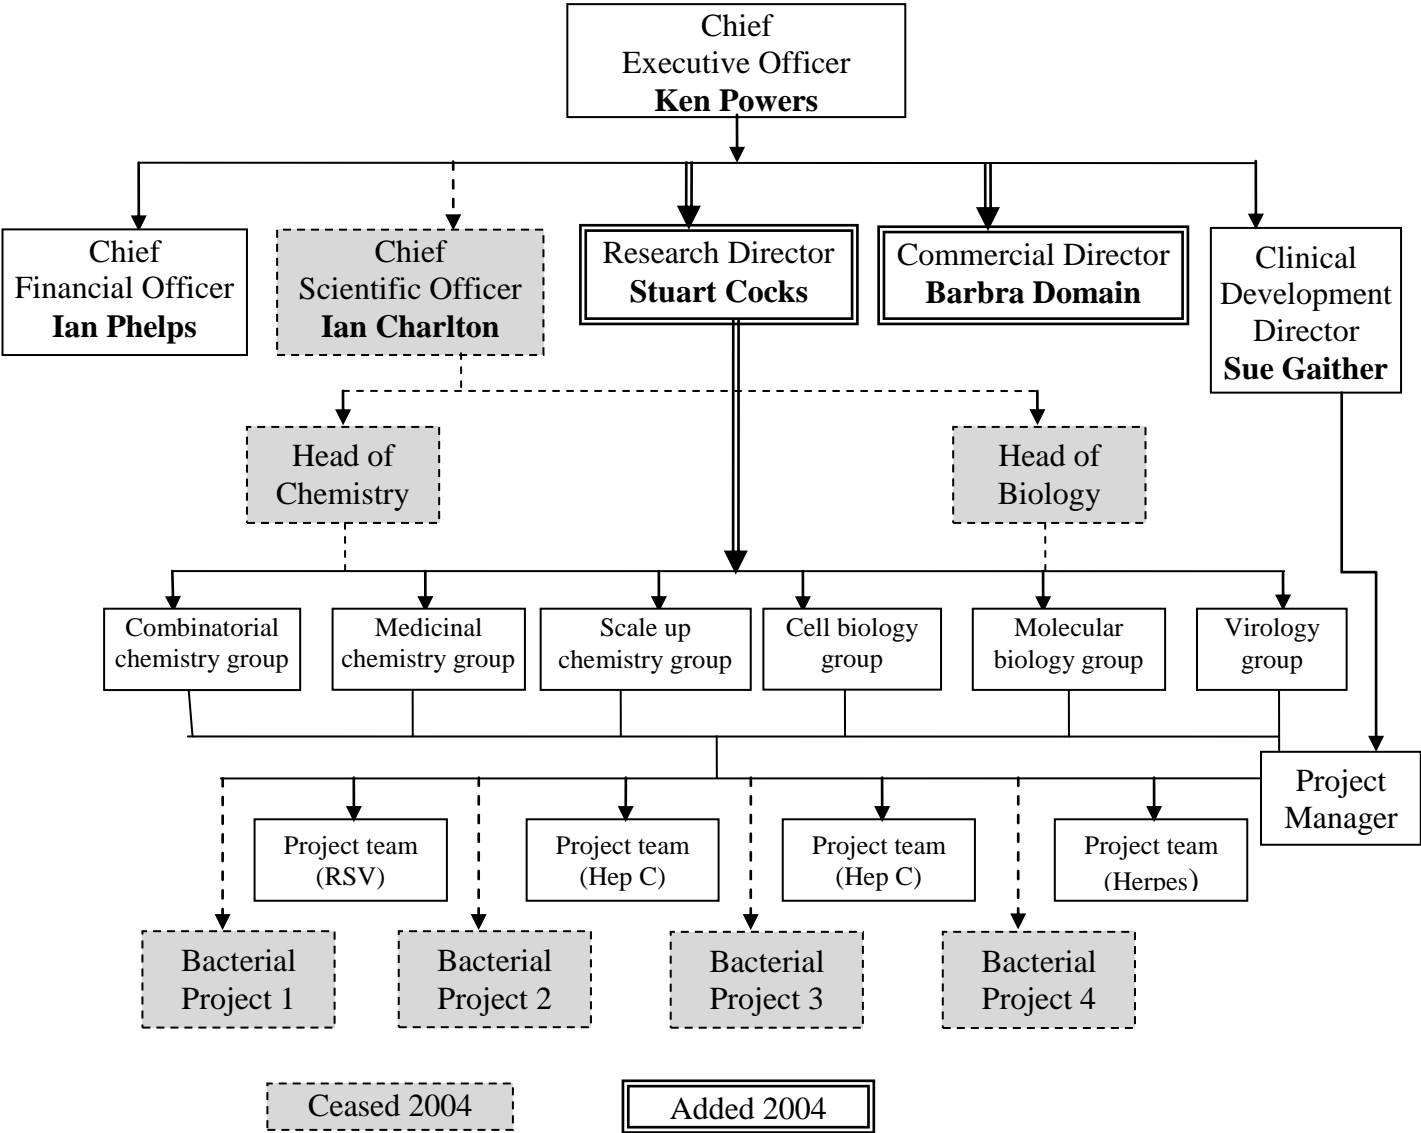 Chief
Executive Officer
Ken Powers
Chief
Financial Officer
Ian Phelps
Chief
Scientific Officer
Ian Charlton
Research Director
Stuart Cocks
Commercial Director
Barbra Domain
Clinical
Development
Director
Sue Gaither
Head of
Chemistry
Head of
Biology
Combinatorial
chemistry group
Medicinal
chemistry group
Scale up
chemistry group
Cell biology
group
Molecular
biology group
Virology
group
Project
Manager
Project team
(RSV)
Project team
(Hep C)
Project team
(Hep C)
Project team
(Herpes)
Bacterial
Project 1
Bacterial
Project 2
Bacterial
Project 3
Bacterial
Project 4
Ceased 2004
Added 2004